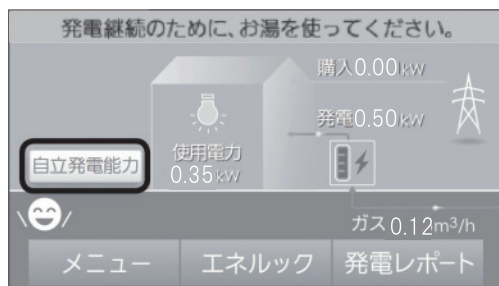 発電継続のために、お湯を使ってください。
購入0.00kW
発電0.50kW
使用電力
0.35kW
自立発電能力
ガス0.12m³/h
メニュー
エネルック
発電レポート